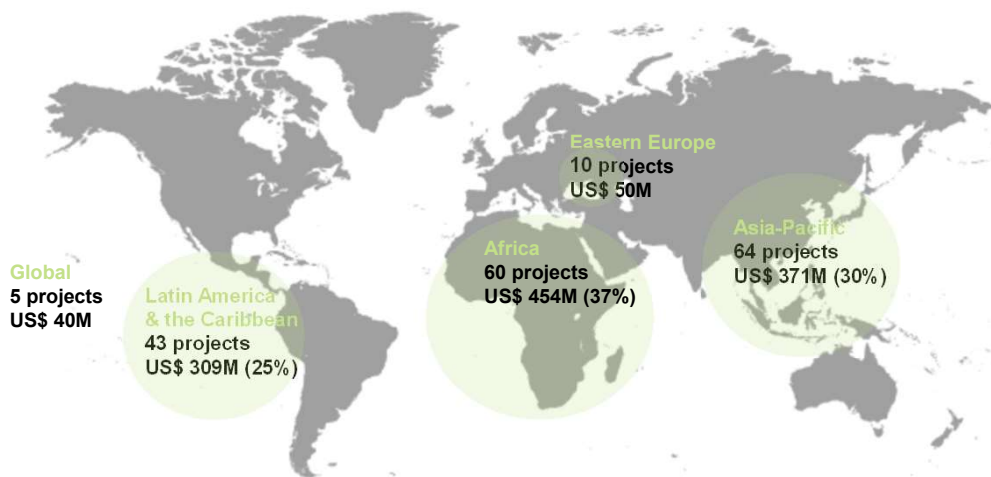 Eastern Europe
10 projects
US$ 50M
Asia-Pacific
64 projects
US$ 371M (30%)
Africa
60 projects
US$ 454M (37%)
Global
5 projects
US$ 40M
Latin America
& the Caribbean
43 projects
US$ 309M (25%)